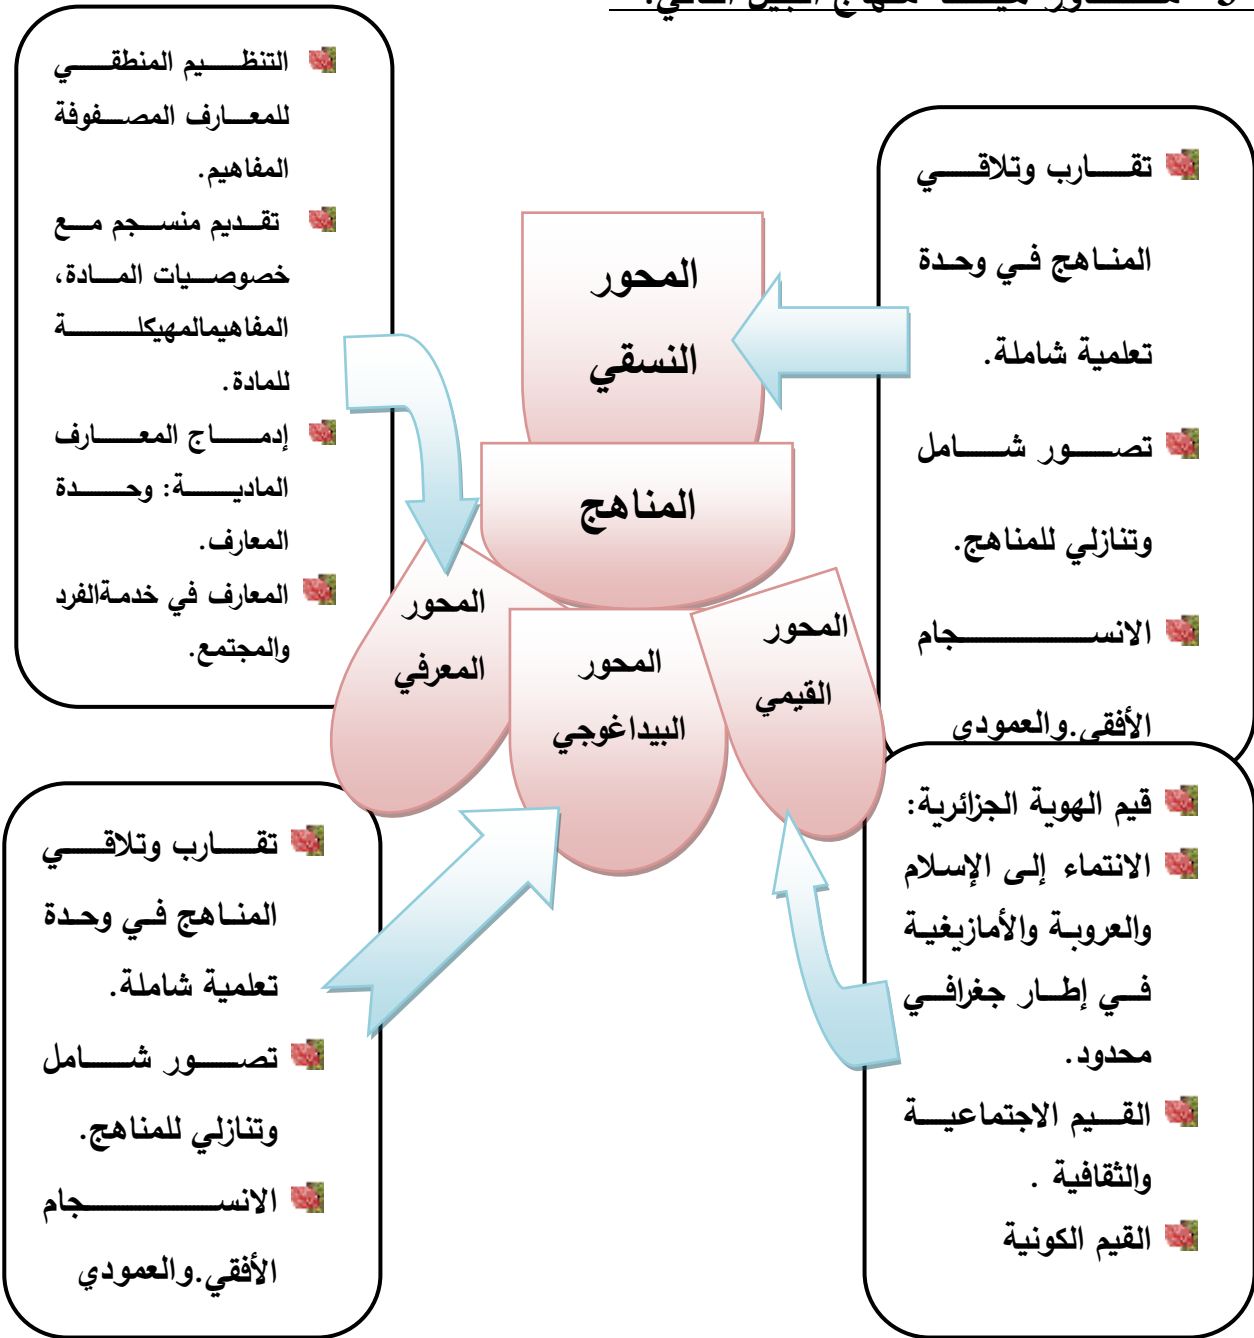 المحور
النسقي
المناهج
المحور
المعرفي
المحور
البيداغوجي
المحور
القيمي
تقارب وتلاقي
المناهج في وحدة
تعلمية شاملة.
تصور شامل
وتنازلي للمناهج.
الانسجام
الأفقي.والعمودي
التنظيم المنطقي
للمعارف المصفوفة
المفاهيم.
تقديم منسجم مع
خصوصيات المادة،
المفاهيمالمهيكلة
للمادة.
إدماج المعارف
المادية: وحدة
المعارف.
المعارف في خدمةالفرد
والمجتمع.
قيم الهوية الجزائرية:
الانتماء إلى الإسلام
والعروبة والأمازيغية
في إطار جغرافي
محدود.
القيم الاجتماعية
والثقافية .
القيم الكونية
تقارب وتلاقي
المناهج في وحدة
تعلمية شاملة.
تصور شامل
وتنازلي للمناهج.
الانسجام
الأفقي.والعمودي